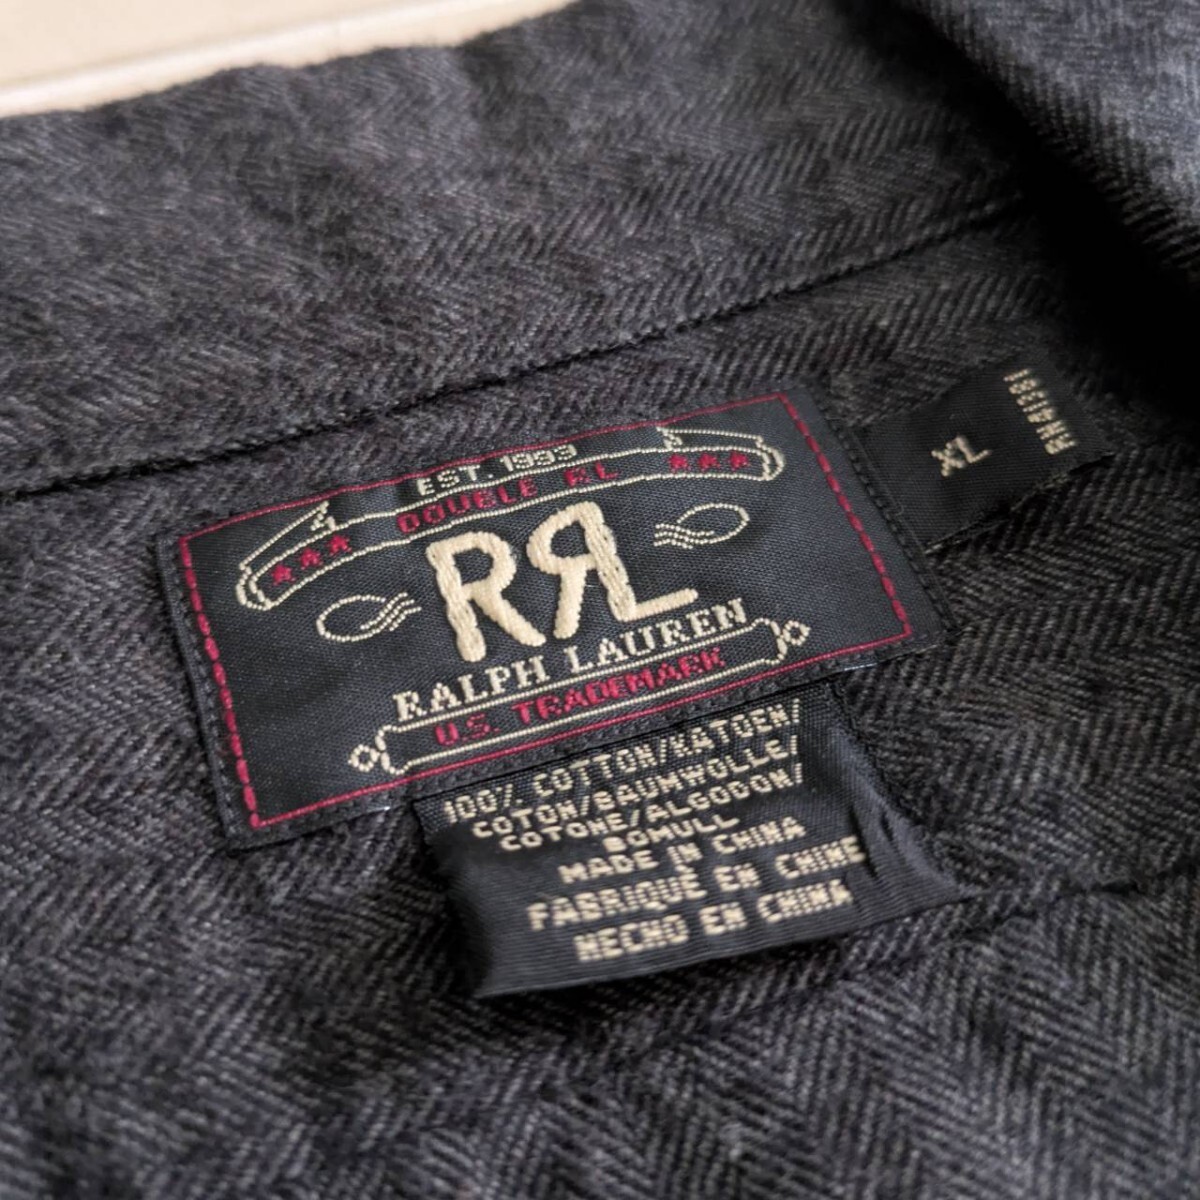 EST. 1993
DOUBLE RL
RRL
RALPH LAUREN
U.S. TRADEMARK
XL
100% COTTON/KATOEN/
COTON/BAUMWOLLE/
COTONE/ALGODON/
BOMULL
MADE IN CHINA
FABRIQUÉ EN CHINE
HECHO EN CHINA